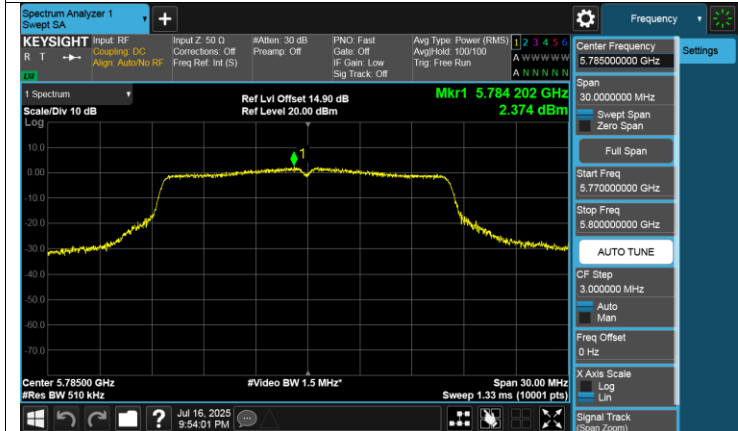 Spectrum Analyzer 1
Swept SA
Frequency
KEYSIGHT
R T
LXI
Input: RF
Coupling: DC
Align: Auto/No RF
Input Z: 50 Ω
Corrections: Off
Freq Ref: Int (S)
#Atten: 30 dB
Preamp: Off
PNO: Fast
Gate: Off
IF Gain: Low
Sig Track: Off
Avg Type: Power (RMS)
Avg|Hold: 100/100
Trig: Free Run
1 2 3 4 5 6
A W W W W W
A N N N N N
1 Spectrum
Scale/Div 10 dB
Log
Ref Lvl Offset 14.90 dB
Ref Level 20.00 dBm
Mkr1 5.784 202 GHz
2.374 dBm
1
10.0
0.00
-10.0
-20.0
-30.0
-40.0
-50.0
-60.0
-70.0
Center 5.78500 GHz
#Res BW 510 kHz
#Video BW 1.5 MHz*
Span 30.00 MHz
Sweep 1.33 ms (10001 pts)
Jul 16, 2025
9:54:01 PM
Center Frequency
5.785000000 GHz
Settings
Span
30.0000000 MHz
Swept Span
Zero Span
Full Span
Start Freq
5.770000000 GHz
Stop Freq
5.800000000 GHz
AUTO TUNE
CF Step
3.000000 MHz
Auto
Man
Freq Offset
0 Hz
X Axis Scale
Log
Lin
Signal Track
(Span Zoom)